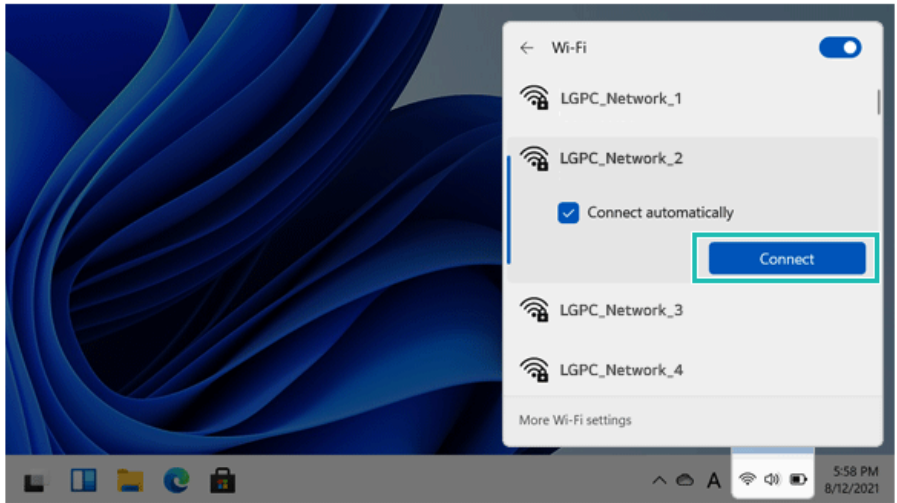 Wi-Fi
LGPC_Network_1
LGPC_Network_2
Connect automatically
Connect
LGPC_Network_3
LGPC_Network_4
More Wi-Fi settings
A
5:58 PM
8/12/2021